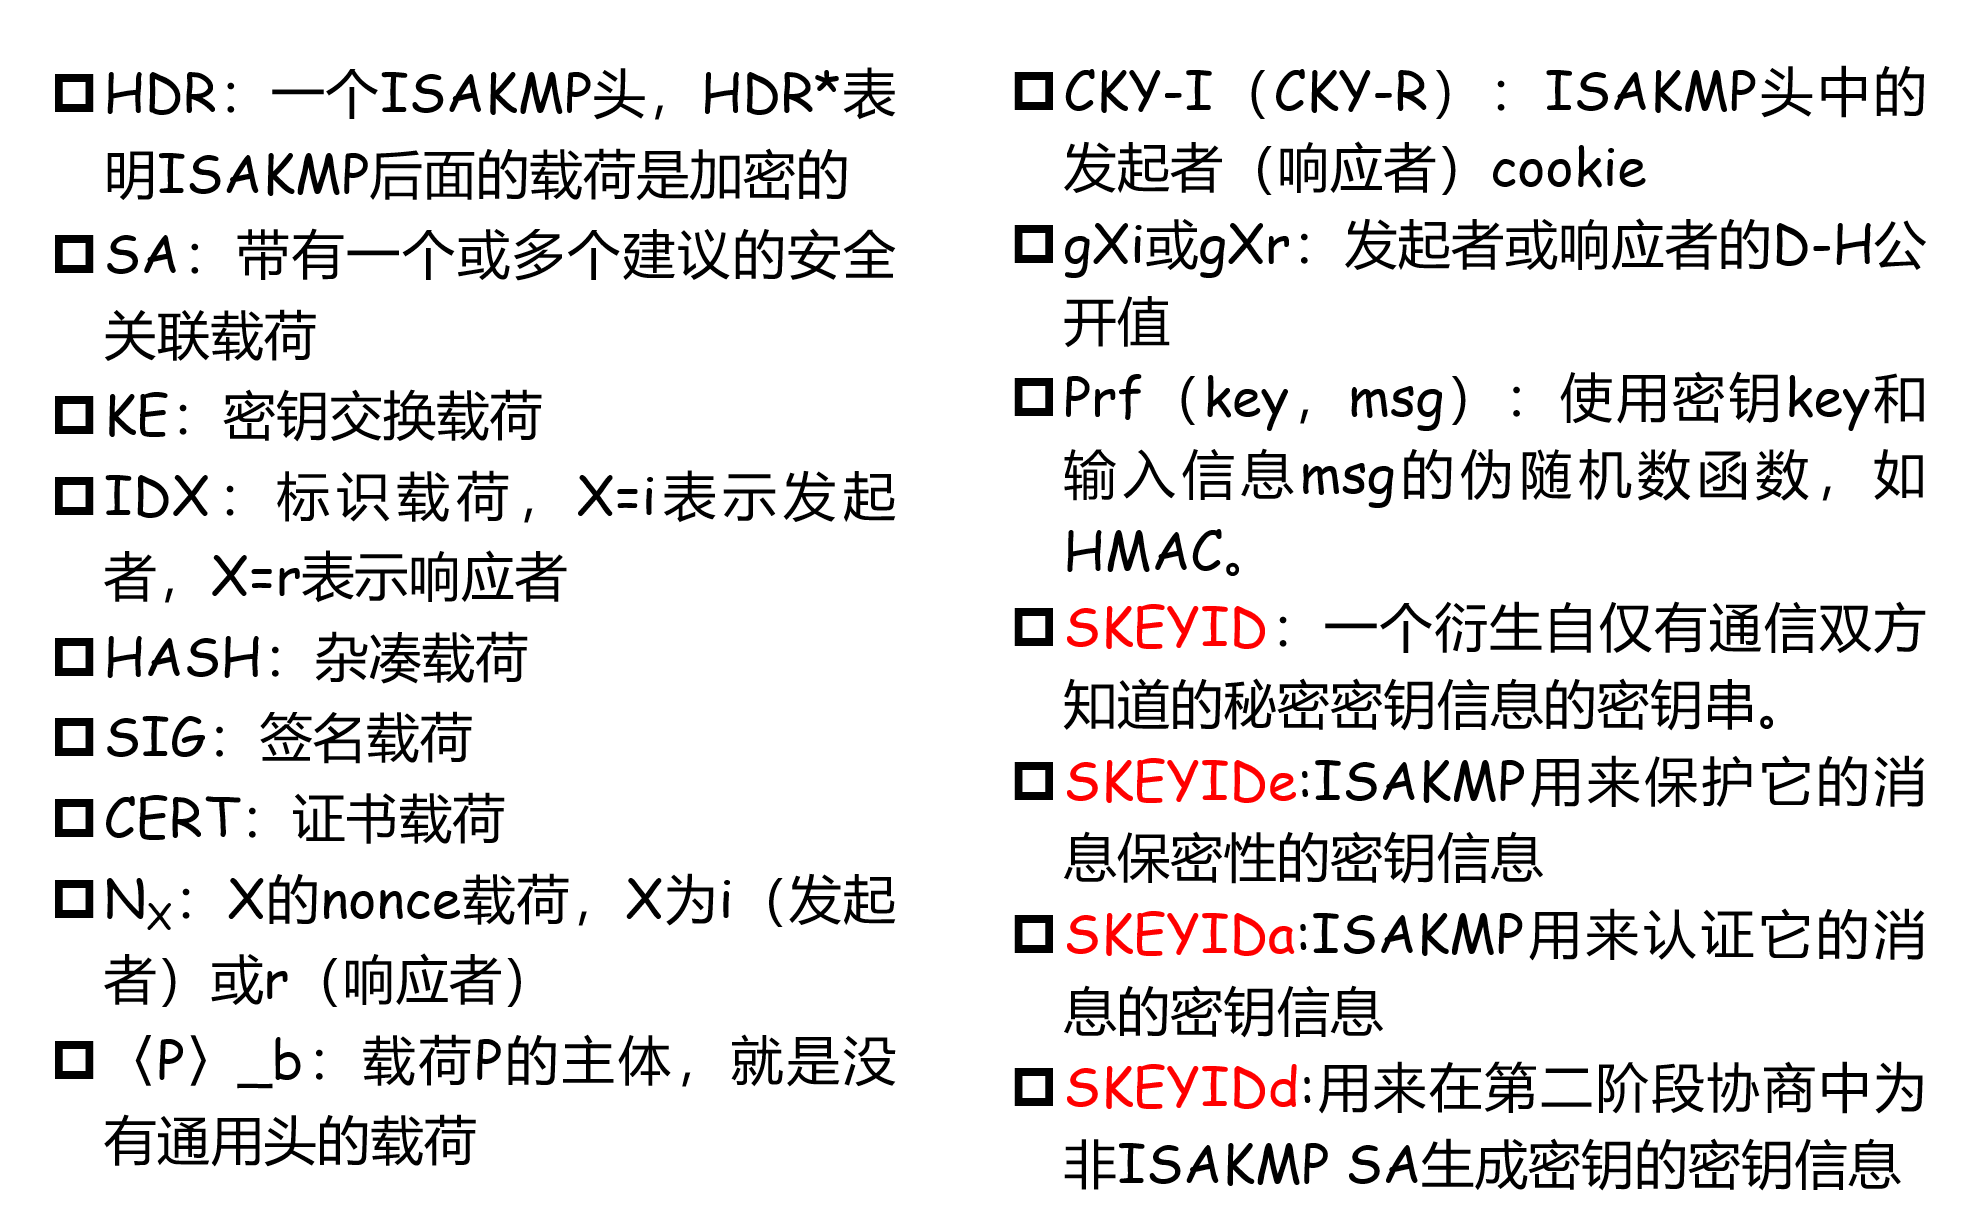 HDR：一个ISAKMP头，HDR*表
明ISAKMP后面的载荷是加密的
SA：带有一个或多个建议的安全
关联载荷
KE：密钥交换载荷
IDX：标识载荷，X=i表示发起
者，X=r表示响应者
HASH：杂凑载荷
SIG：签名载荷
CERT：证书载荷
NX：X的nonce载荷，X为i（发起
者）或r（响应者）
〈P〉_b：载荷P的主体，就是没
有通用头的载荷
CKY-I（CKY-R）：ISAKMP头中的
发起者（响应者）cookie
gXi或gXr：发起者或响应者的D-H公
开值
Prf（key，msg）：使用密钥key和
输入信息msg的伪随机数函数，如
HMAC。
SKEYID：一个衍生自仅有通信双方
知道的秘密密钥信息的密钥串。
SKEYIDe:ISAKMP用来保护它的消
息保密性的密钥信息
SKEYIDa:ISAKMP用来认证它的消
息的密钥信息
SKEYIDd:用来在第二阶段协商中为
非ISAKMP SA生成密钥的密钥信息